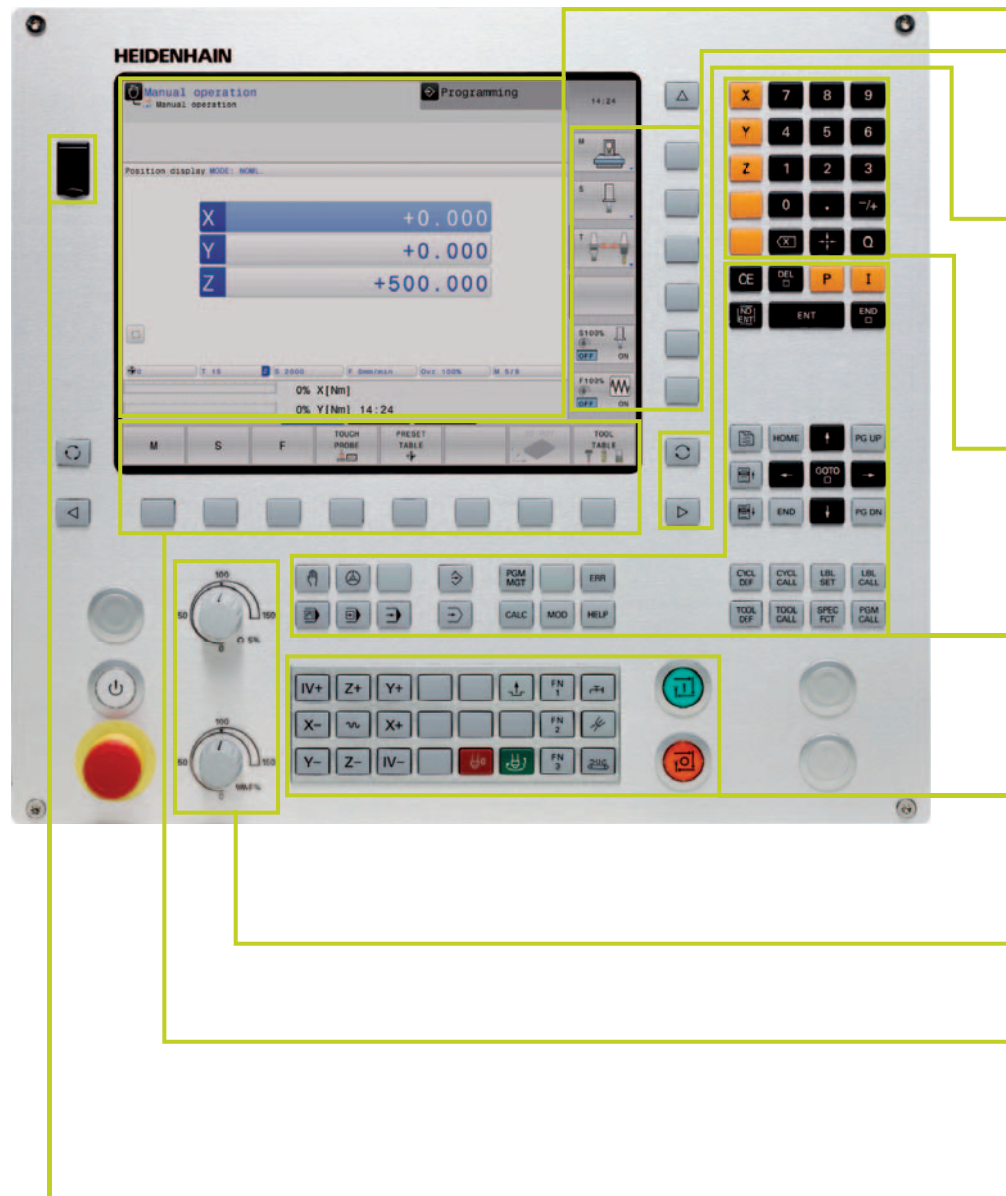 HEIDENHAIN
Manual operation
Manual operation
Programming
14:24
Position display MODE: NOML.
X +0.000
Y +0.000
Z +500.000
M
S
T
S100%
OFF ON
F100%
OFF ON
T 15
S 2000
F 0mm/min
Ovr 100%
M 5/9
0% X[Nm]
0% Y[Nm] 14:24
M
S
F
TOUCH
PROBE
PRESET
TABLE
TOOL
TABLE
X 7 8 9
Y 4 5 6
Z 1 2 3
0 . -/+
X Q
CE DEL P I
NO
ENT
ENT
END
HOME PG UP
GOTO
END PG DN
CYCL
DEF
CYCL
CALL
LBL
SET
LBL
CALL
TOOL
DEF
TOOL
CALL
SPEC
FCT
PGM
CALL
PGM
MGT
ERR
CALC MOD HELP
100
50 150
0
S%
100
50 150
0
IV+ Z+ Y+ FN
1
X- X+ FN
2
Y- Z- IV- FN
3